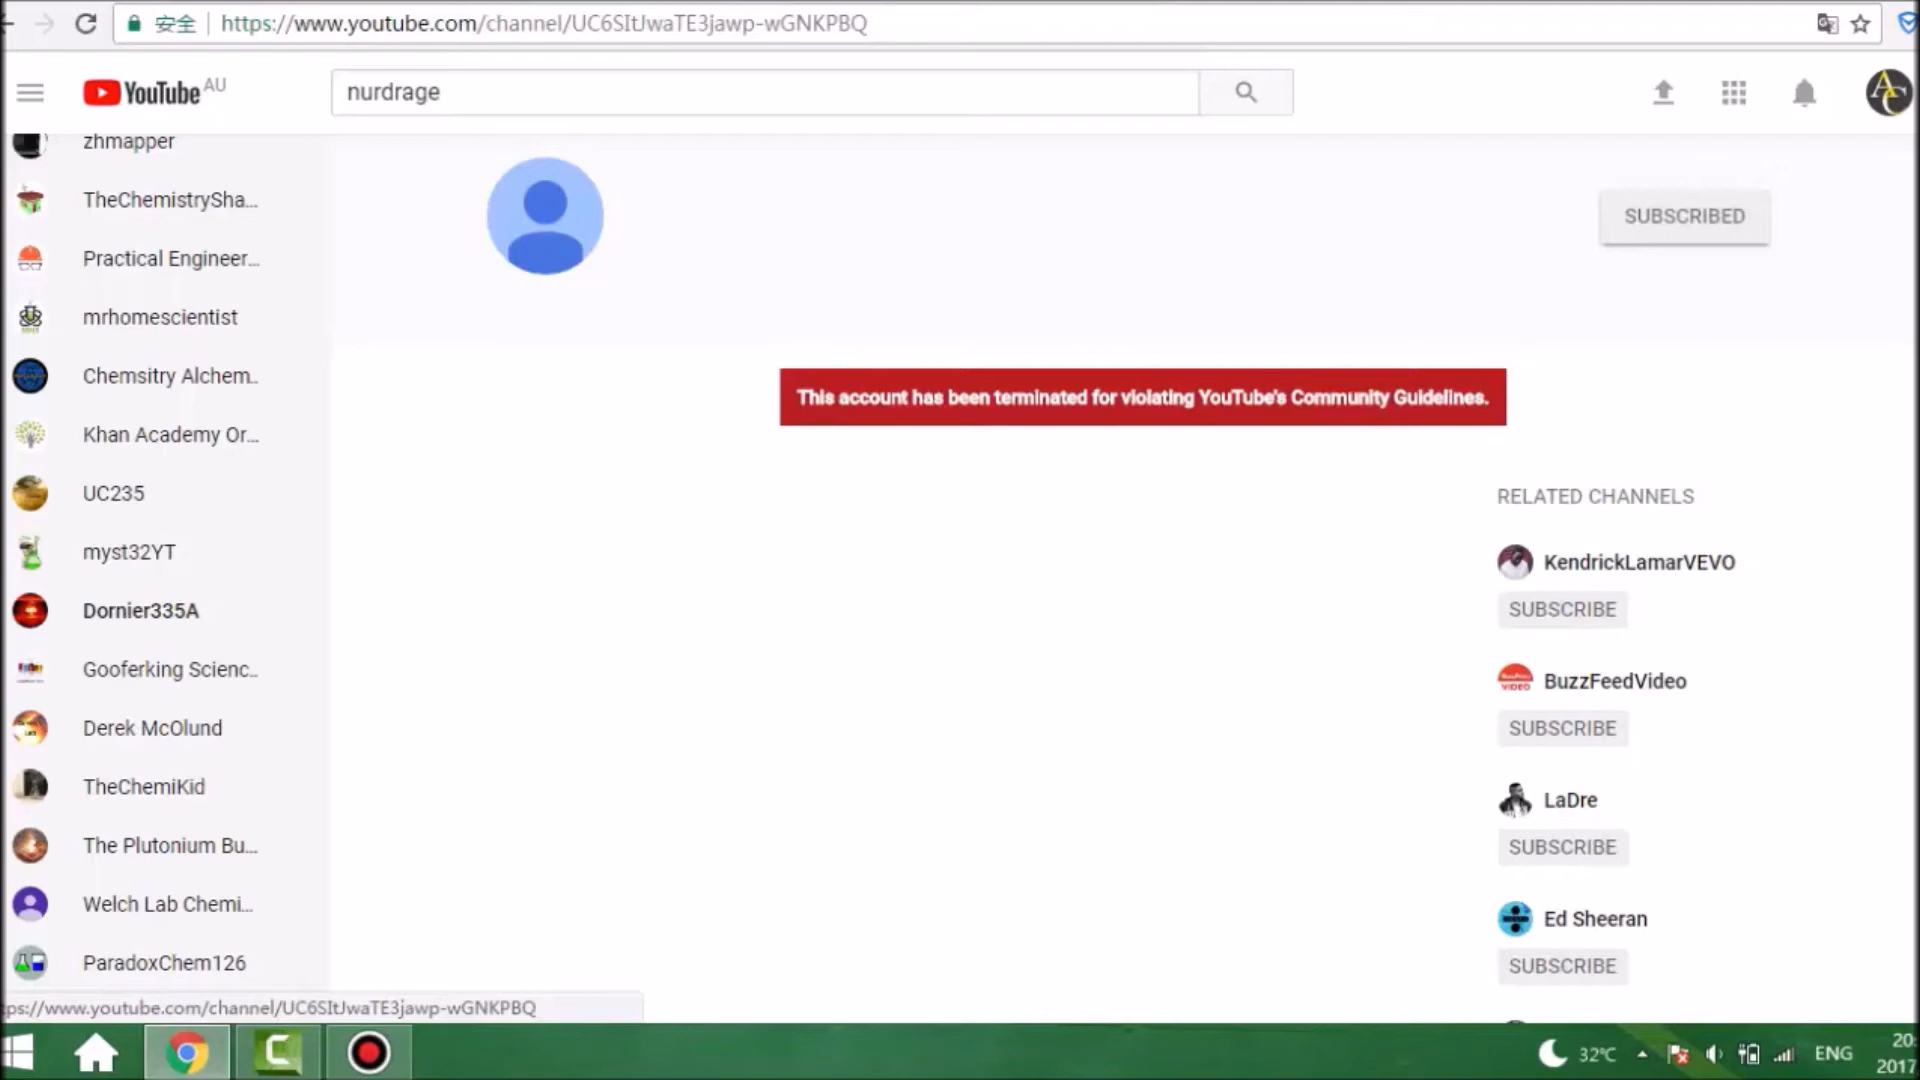 安全 https://www.youtube.com/channel/UC6SItJwaTE3jawp-wGNKPBQ
YouTube AU
nurdrage
zhmapper
TheChemistrySha...
Practical Engineer...
mrhomescientist
Chemsitry Alchem..
Khan Academy Or...
UC235
myst32YT
Dornier335A
Gooferking Scienc..
Derek McOlund
TheChemiKid
The Plutonium Bu...
Welch Lab Chemi...
ParadoxChem126
SUBSCRIBED
This account has been terminated for violating YouTube's Community Guidelines.
RELATED CHANNELS
KendrickLamarVEVO
SUBSCRIBE
BuzzFeedVideo
SUBSCRIBE
LaDre
SUBSCRIBE
Ed Sheeran
SUBSCRIBE
ps://www.youtube.com/channel/UC6SItJwaTE3jawp-wGNKPBQ
32℃
ENG
20:
2017